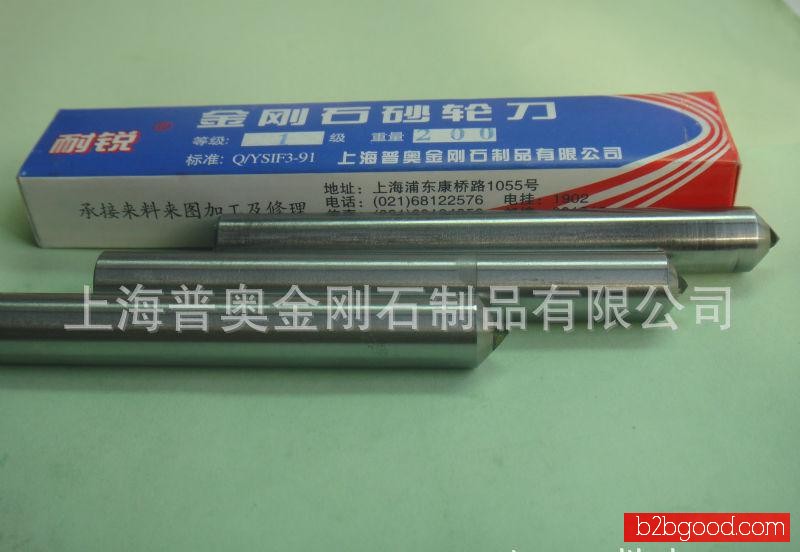 耐锐 ®
金刚石砂轮刀
等级: 1 级 重量 200
标准: Q/YSIF3-91 上海普奥金刚石制品有限公司
承接来料来图加工及修理
地址: 上海浦东康桥路1055号
电话: (021)68122576 电挂: 1902
上海普奥金刚石制品有限公司
b2bgood.com